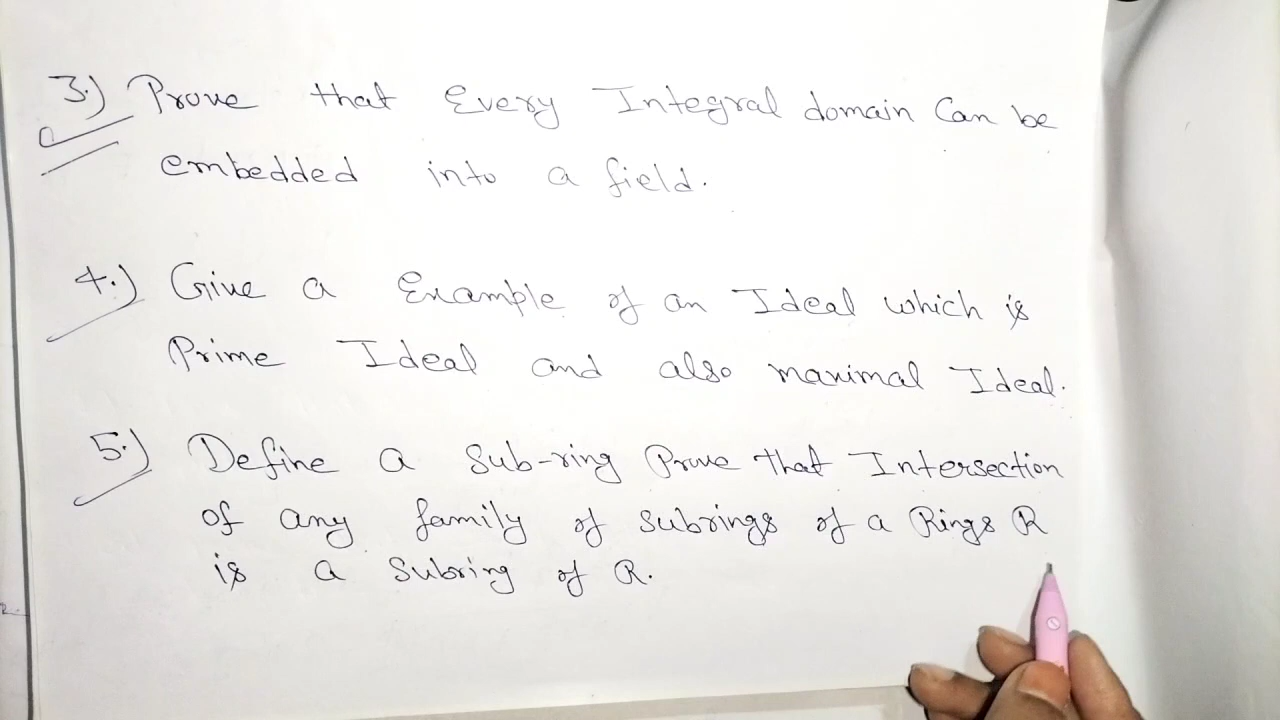 3.) Prove that Every Integral domain Can be
embedded into a field.
4.) Give a Example of an Ideal which is
Prime Ideal and also maximal Ideal.
5.) Define a Sub-ring Prove that Intersection
of any family of subrings of a Rings R
is a Subring of R.